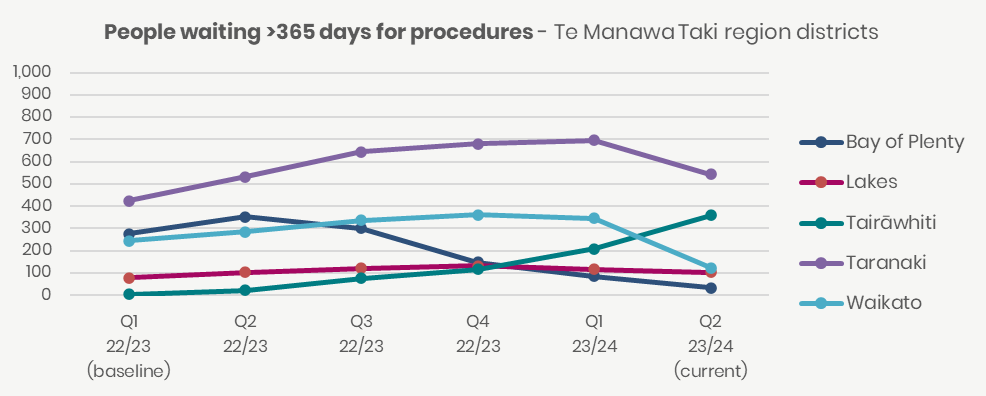 People waiting >365 days for procedures - Te Manawa Taki region districts
1,000
900
800
700
600
500
400
300
200
100
0
Q1 Q2 Q3 Q4 Q1 Q2
22/23 22/23 22/23 22/23 23/24 23/24
(baseline) (current)
Bay of Plenty
Lakes
Tairāwhiti
Taranaki
Waikato